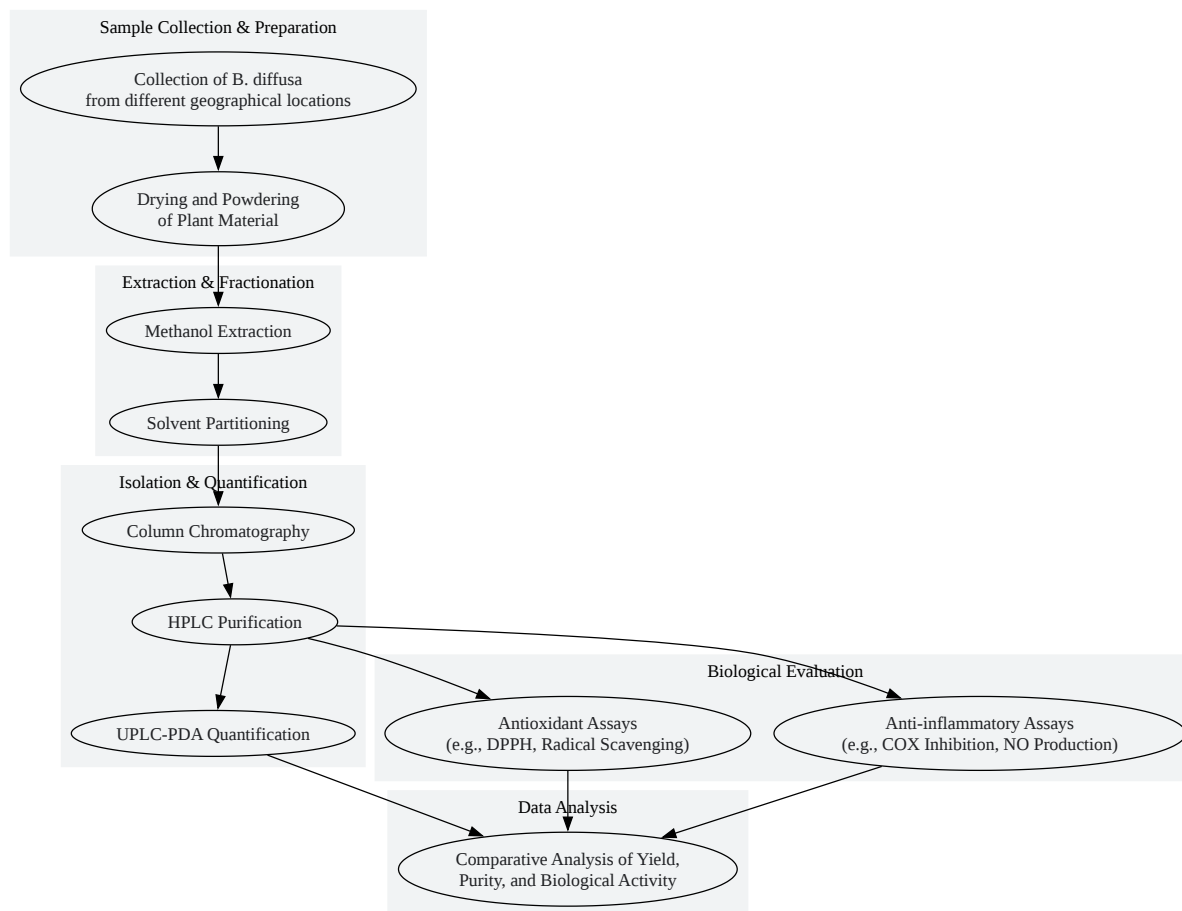 Sample Collection & Preparation
Collection of B. diffusa
from different geographical locations
Drying and Powdering
of Plant Material
Extraction & Fractionation
Methanol Extraction
Solvent Partitioning
Isolation & Quantification
Column Chromatography
HPLC Purification
Biological Evaluation
UPLC-PDA Quantification
Antioxidant Assays
(e.g., DPPH, Radical Scavenging)
Anti-inflammatory Assays
(e.g., COX Inhibition, NO Production)
Data Analysis
Comparative Analysis of Yield,
Purity, and Biological Activity